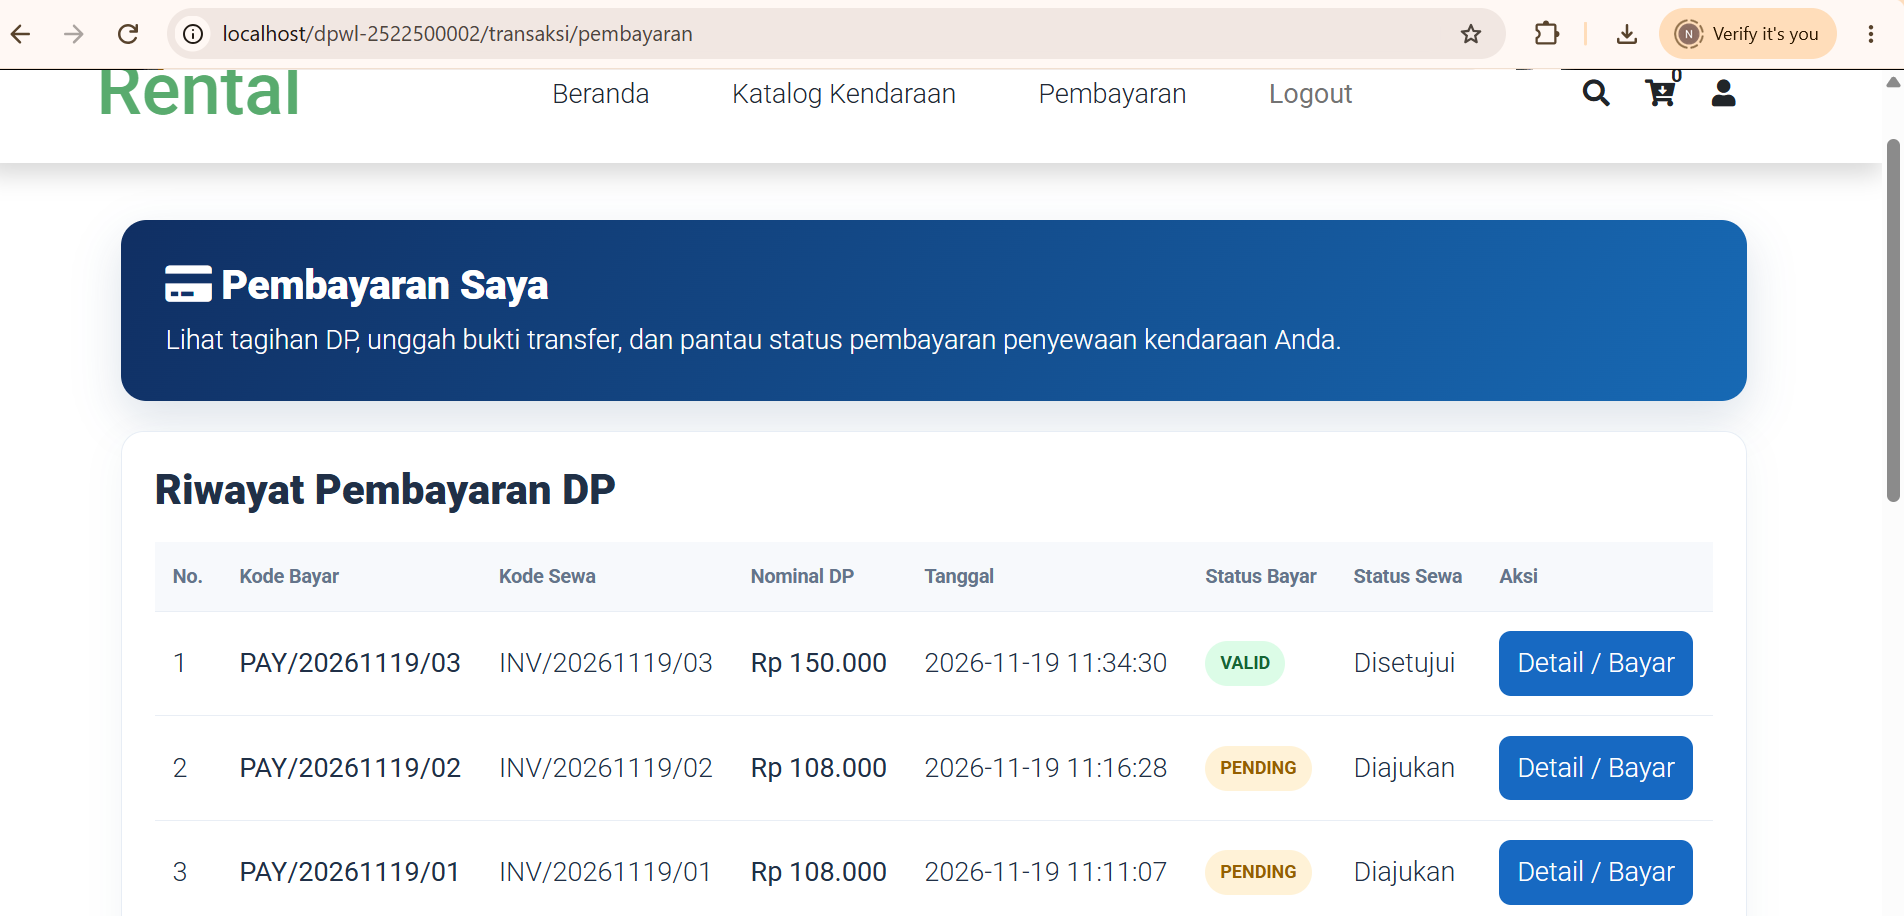 localhost/dpwl-2522500002/transaksi/pembayaran
N Verify it's you
Rental Beranda Katalog Kendaraan Pembayaran Logout 0
Pembayaran Saya
Lihat tagihan DP, unggah bukti transfer, dan pantau status pembayaran penyewaan kendaraan Anda.
Riwayat Pembayaran DP
No. Kode Bayar Kode Sewa Nominal DP Tanggal Status Bayar Status Sewa Aksi
1 PAY/20261119/03 INV/20261119/03 Rp 150.000 2026-11-19 11:34:30 VALID Disetujui Detail / Bayar
2 PAY/20261119/02 INV/20261119/02 Rp 108.000 2026-11-19 11:16:28 PENDING Diajukan Detail / Bayar
3 PAY/20261119/01 INV/20261119/01 Rp 108.000 2026-11-19 11:11:07 PENDING Diajukan Detail / Bayar